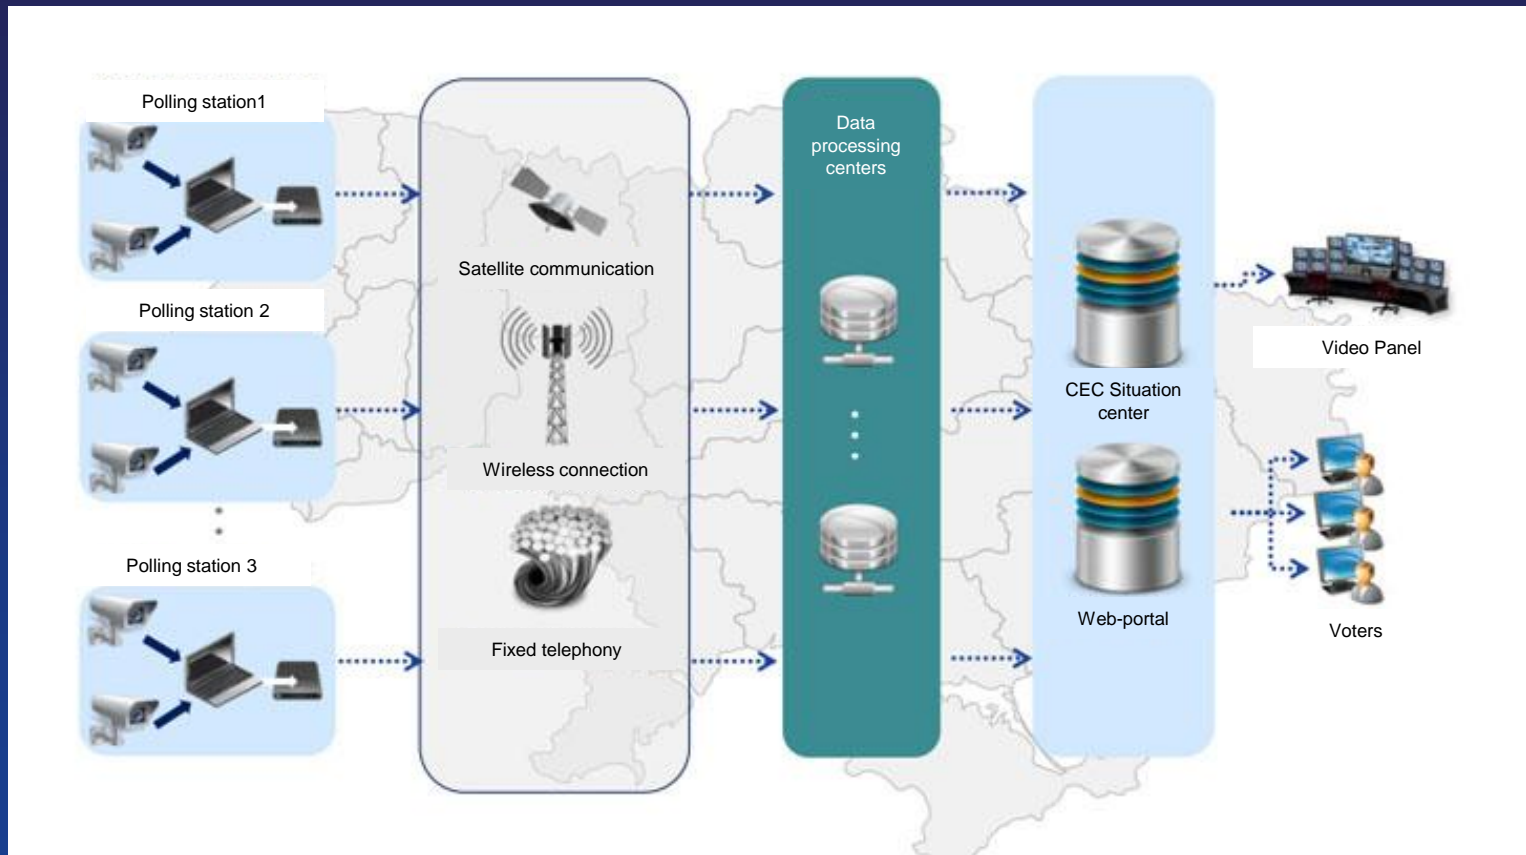 Polling station1
Polling station 2
Polling station 3
Satellite communication
Wireless connection
Fixed telephony
Data
processing
centers
CEC Situation
center
Web-portal
Video Panel
Voters